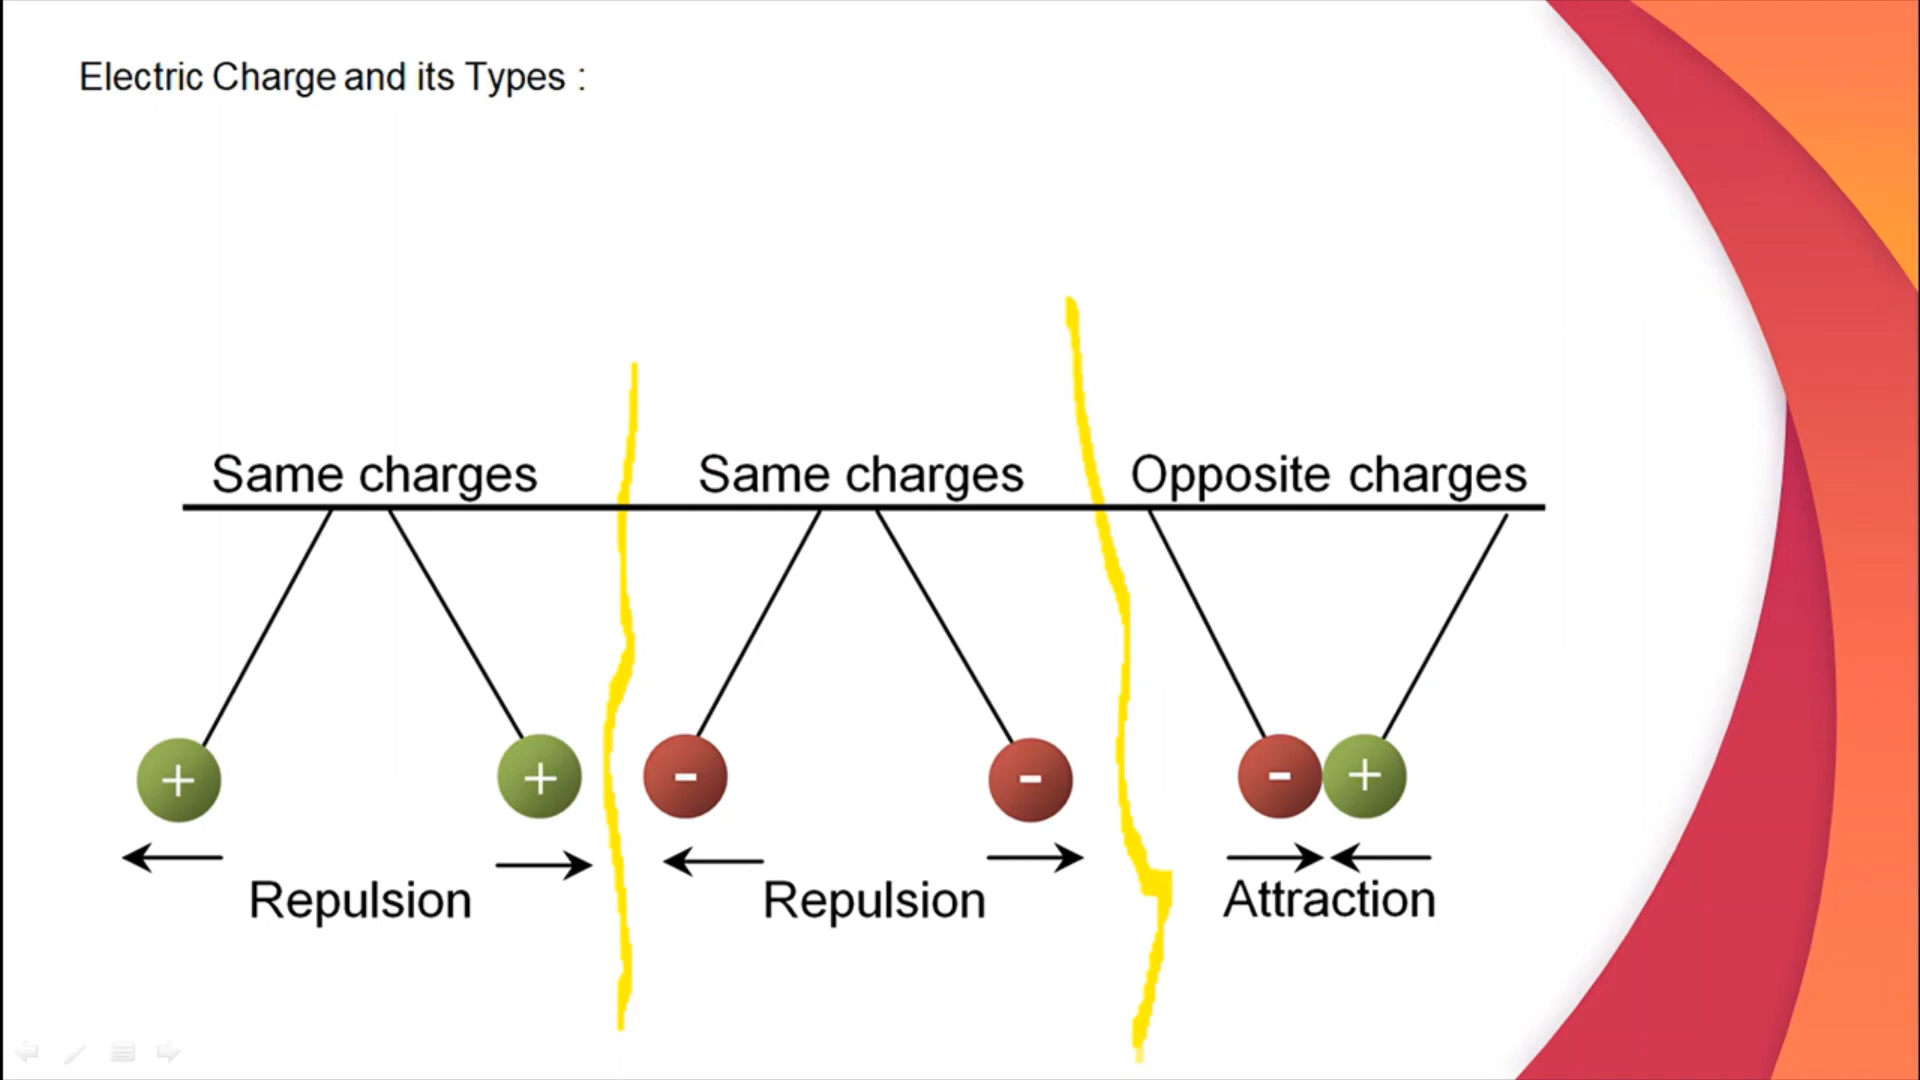 Electric Charge and its Types :
Same charges
Same charges
Opposite charges
+
+
-
-
-
+
Repulsion
Repulsion
Attraction